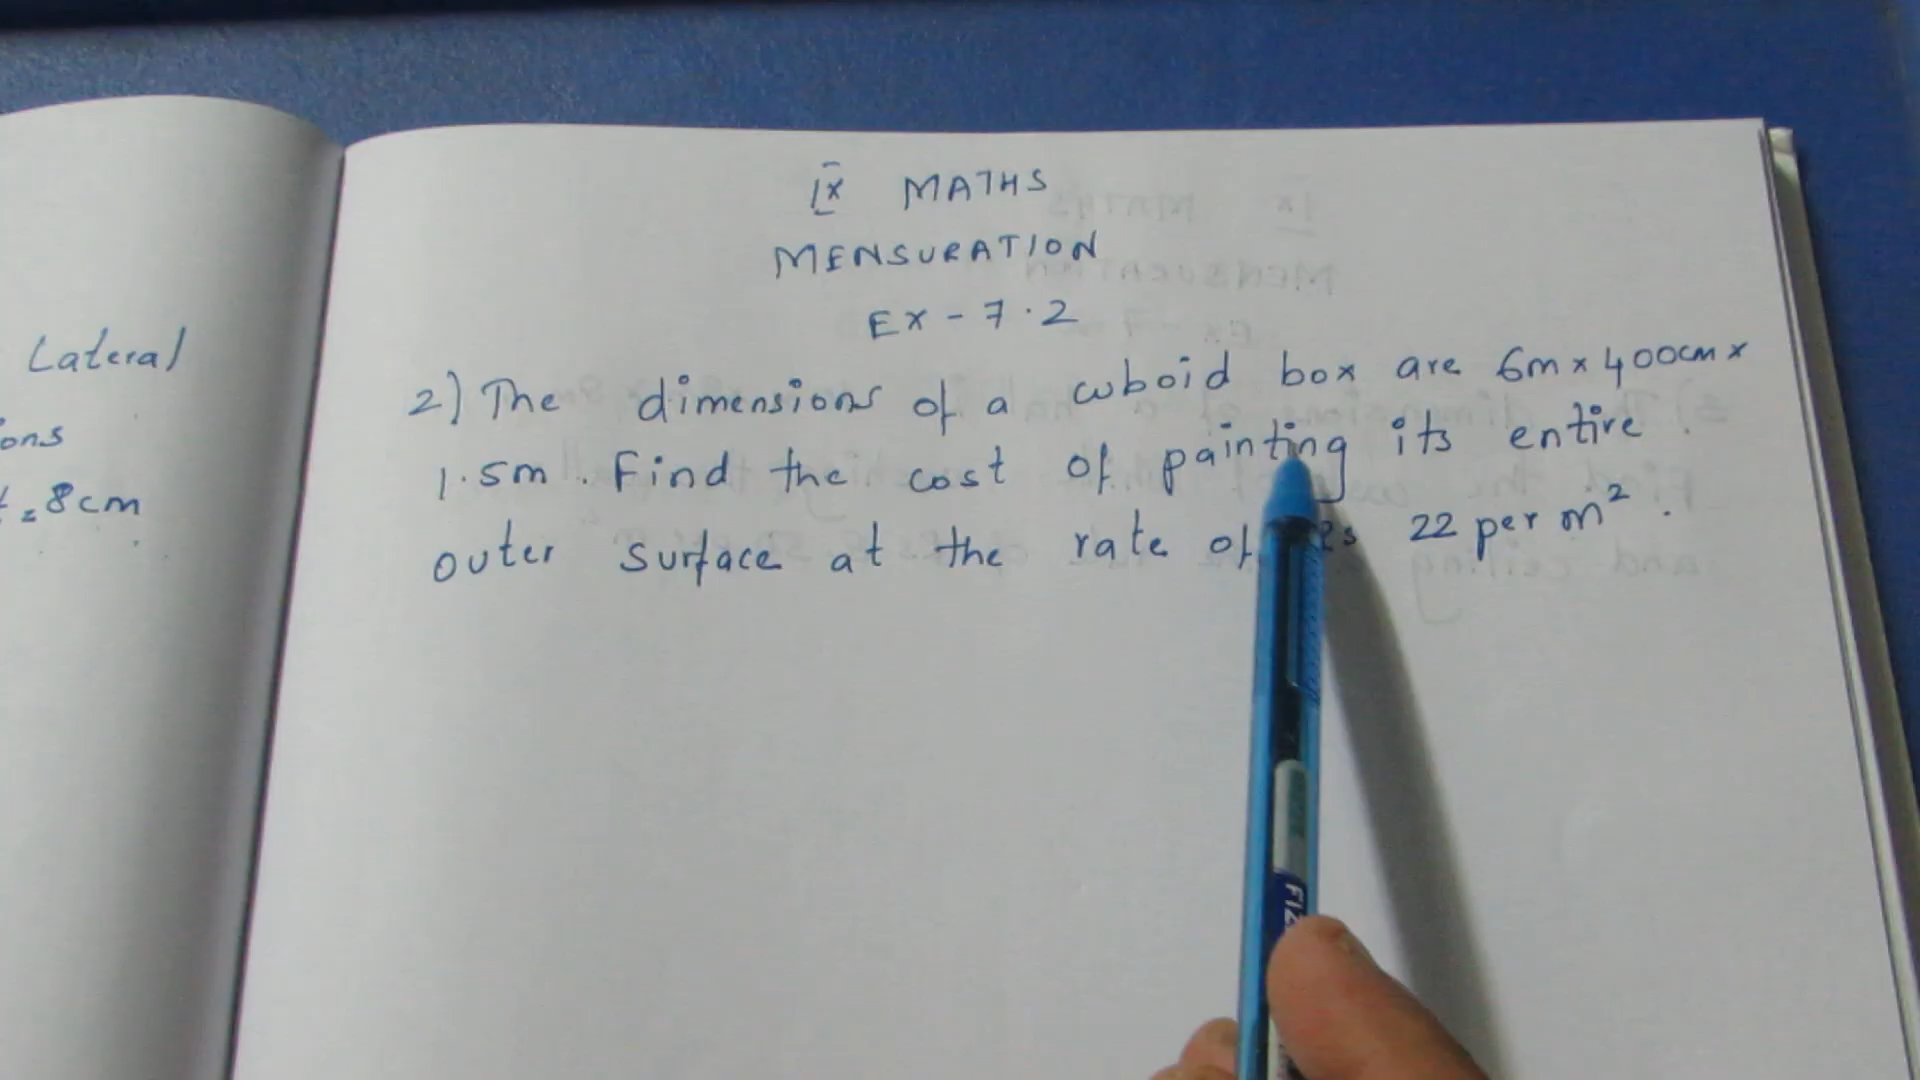 Lateral
ons
= 8cm
IX MATHS
MENSURATION
Ex - 7.2
2) The dimensions of a cuboid box are 6m x 400cm x
1.5m. Find the cost of painting its entire
outer surface at the rate of 22 per m².